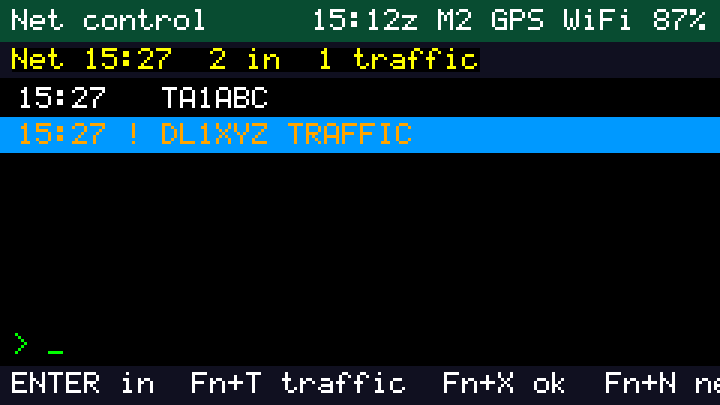 Net control 15:12z M2 GPS WiFi 87%
Net 15:27 2 in 1 traffic
15:27 TA1ABC
15:27 ! DL1XYZ TRAFFIC
> _
ENTER in Fn+T traffic Fn+X ok Fn+N ne